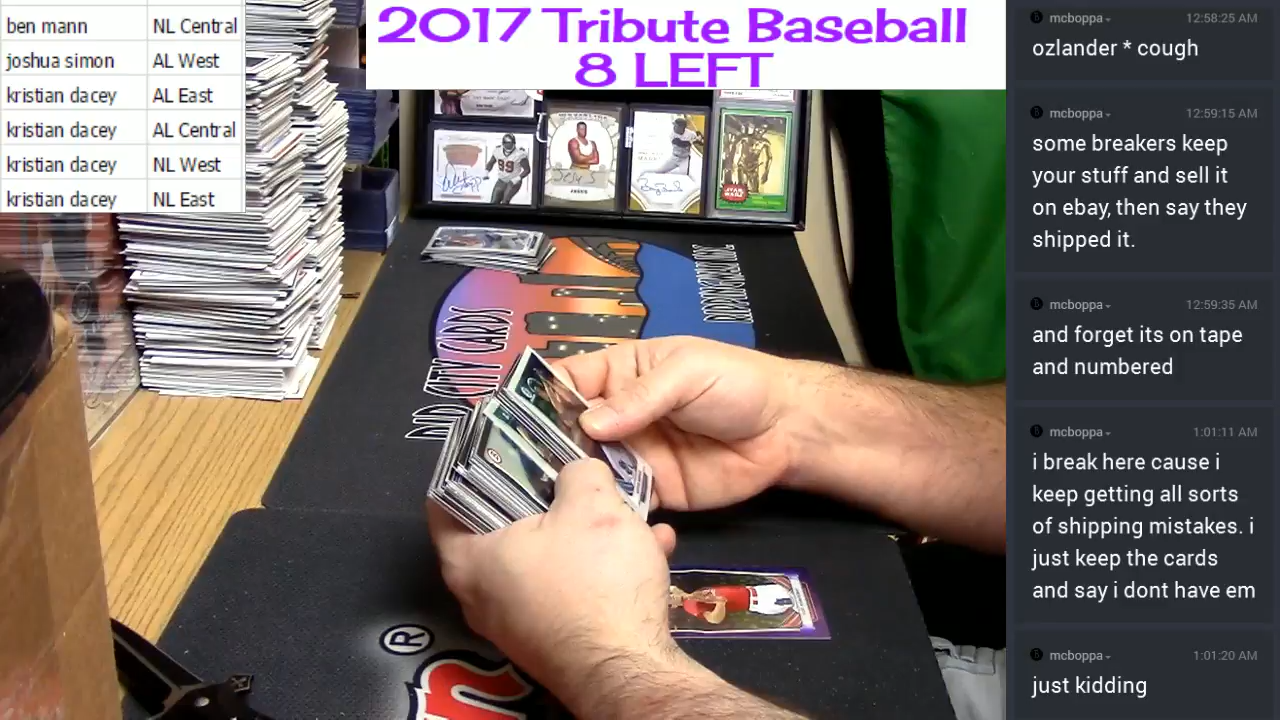 ben mann NL Central
joshua simon AL West
kristian dacey AL East
kristian dacey AL Central
kristian dacey NL West
kristian dacey NL East
2017 Tribute Baseball
8 LEFT
99
STAR WARS
CITY CARDS
®
mcboppa 12:58:25 AM
ozlander * cough
mcboppa 12:59:15 AM
some breakers keep
your stuff and sell it
on ebay, then say they
shipped it.
mcboppa 12:59:35 AM
and forget its on tape
and numbered
mcboppa 1:01:11 AM
i break here cause i
keep getting all sorts
of shipping mistakes. i
just keep the cards
and say i dont have em
mcboppa 1:01:20 AM
just kidding